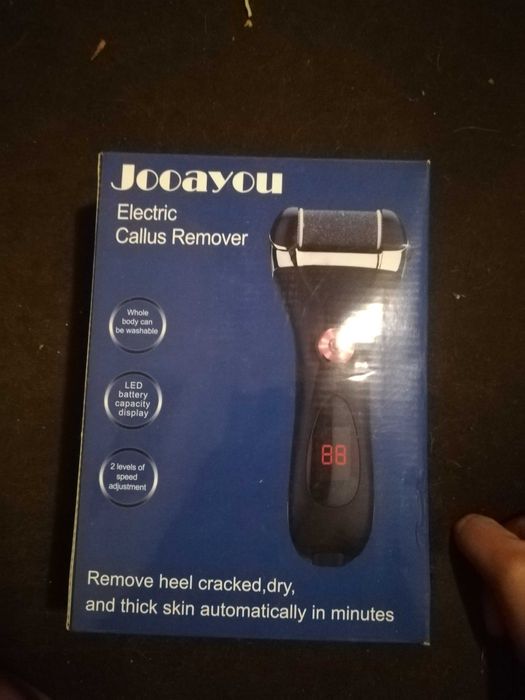 Jooayou
Electric
Callus Remover
Whole
body can
be washable
LED
battery
capacity
display
2 levels of
speed
adjustment
88
Remove heel cracked,dry,
and thick skin automatically in minutes